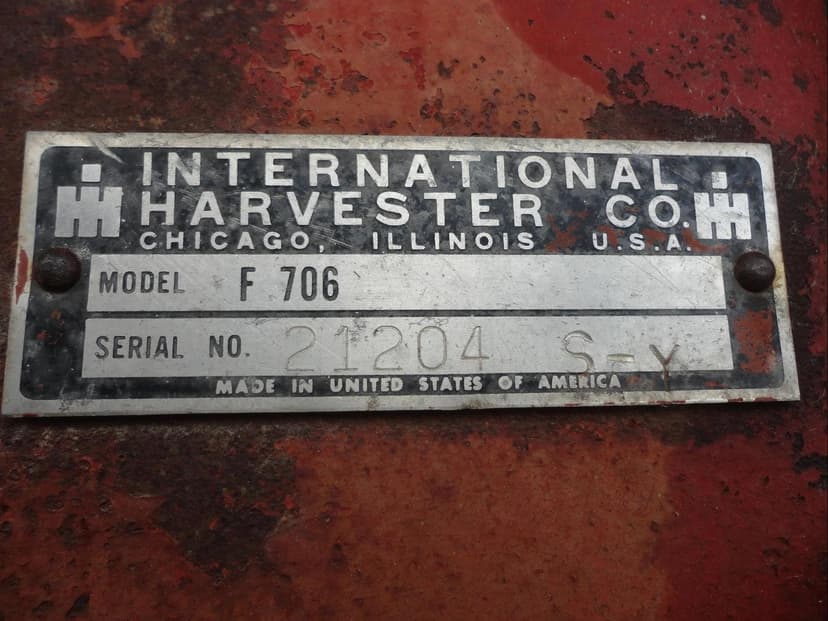 INTERNATIONAL
HARVESTER CO.
CHICAGO, ILLINOIS U.S.A.
MODEL F 706
SERIAL NO. 21204 S-Y
MADE IN UNITED STATES OF AMERICA